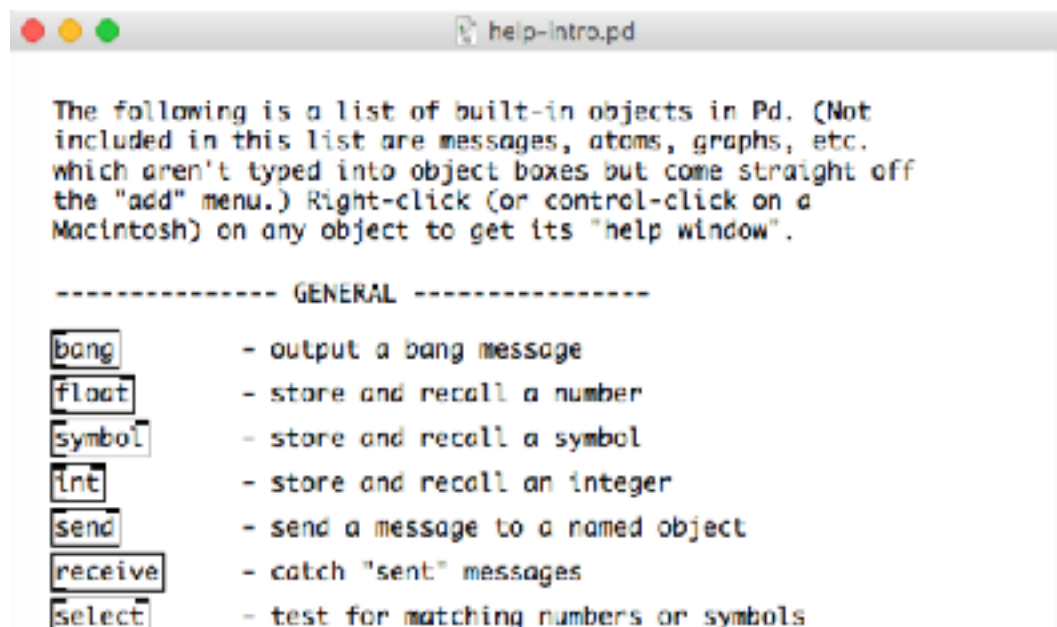 help-intro.pd
The following is a list of built-in objects in Pd. (Not
included in this list are messages, atoms, graphs, etc.
which aren't typed into object boxes but come straight off
the "add" menu.) Right-click (or control-click on a
Macintosh) on any object to get its "help window".
--------------- GENERAL ----------------
bang - output a bang message
float - store and recall a number
symbol - store and recall a symbol
int - store and recall an integer
send - send a message to a named object
receive - catch "sent" messages
select - test for matching numbers or symbols